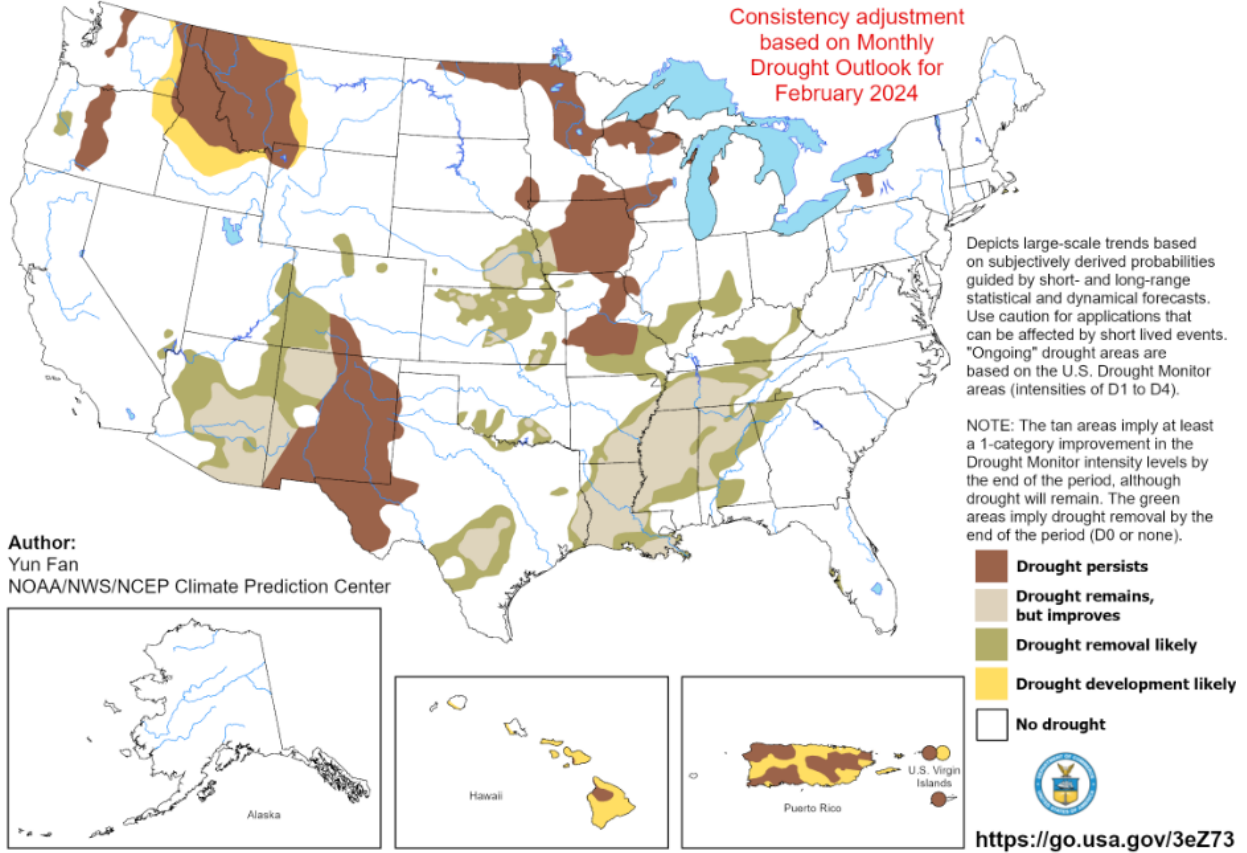 Consistency adjustment
based on Monthly
Drought Outlook for
February 2024
Depicts large-scale trends based
on subjectively derived probabilities
guided by short- and long-range
statistical and dynamical forecasts.
Use caution for applications that
can be affected by short lived events.
"Ongoing" drought areas are
based on the U.S. Drought Monitor
areas (intensities of D1 to D4).
NOTE: The tan areas imply at least
a 1-category improvement in the
Drought Monitor intensity levels by
the end of the period, although
drought will remain. The green
areas imply drought removal by the
end of the period (D0 or none).
Author:
Yun Fan
NOAA/NWS/NCEP Climate Prediction Center
Drought persists
Drought remains,
but improves
Drought removal likely
Drought development likely
No drought
Alaska
Hawaii
Puerto Rico
U.S. Virgin
Islands
https://go.usa.gov/3eZ73